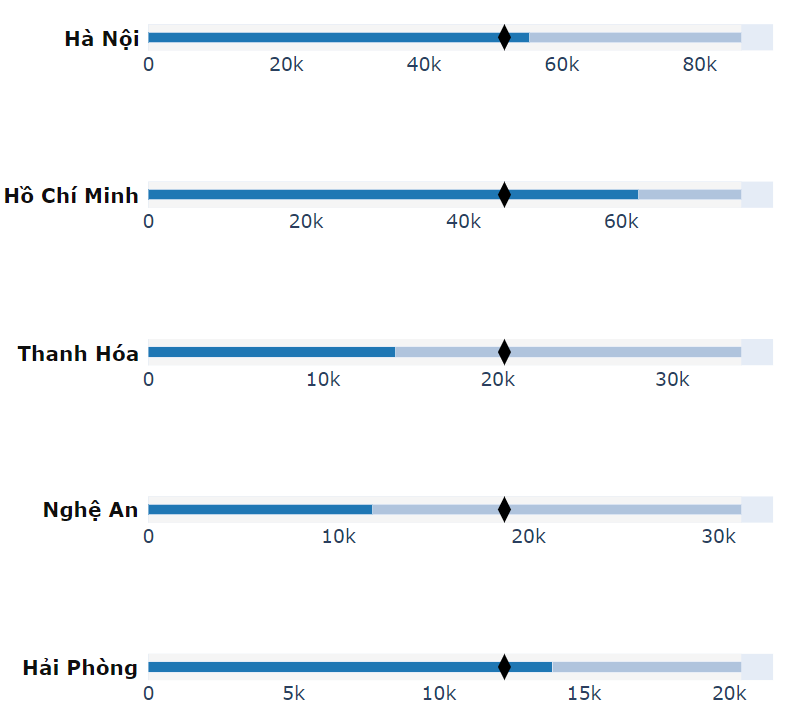 Hà Nội
0 20k 40k 60k 80k
Hồ Chí Minh
0 20k 40k 60k
Thanh Hóa
0 10k 20k 30k
Nghệ An
0 10k 20k 30k
Hải Phòng
0 5k 10k 15k 20k